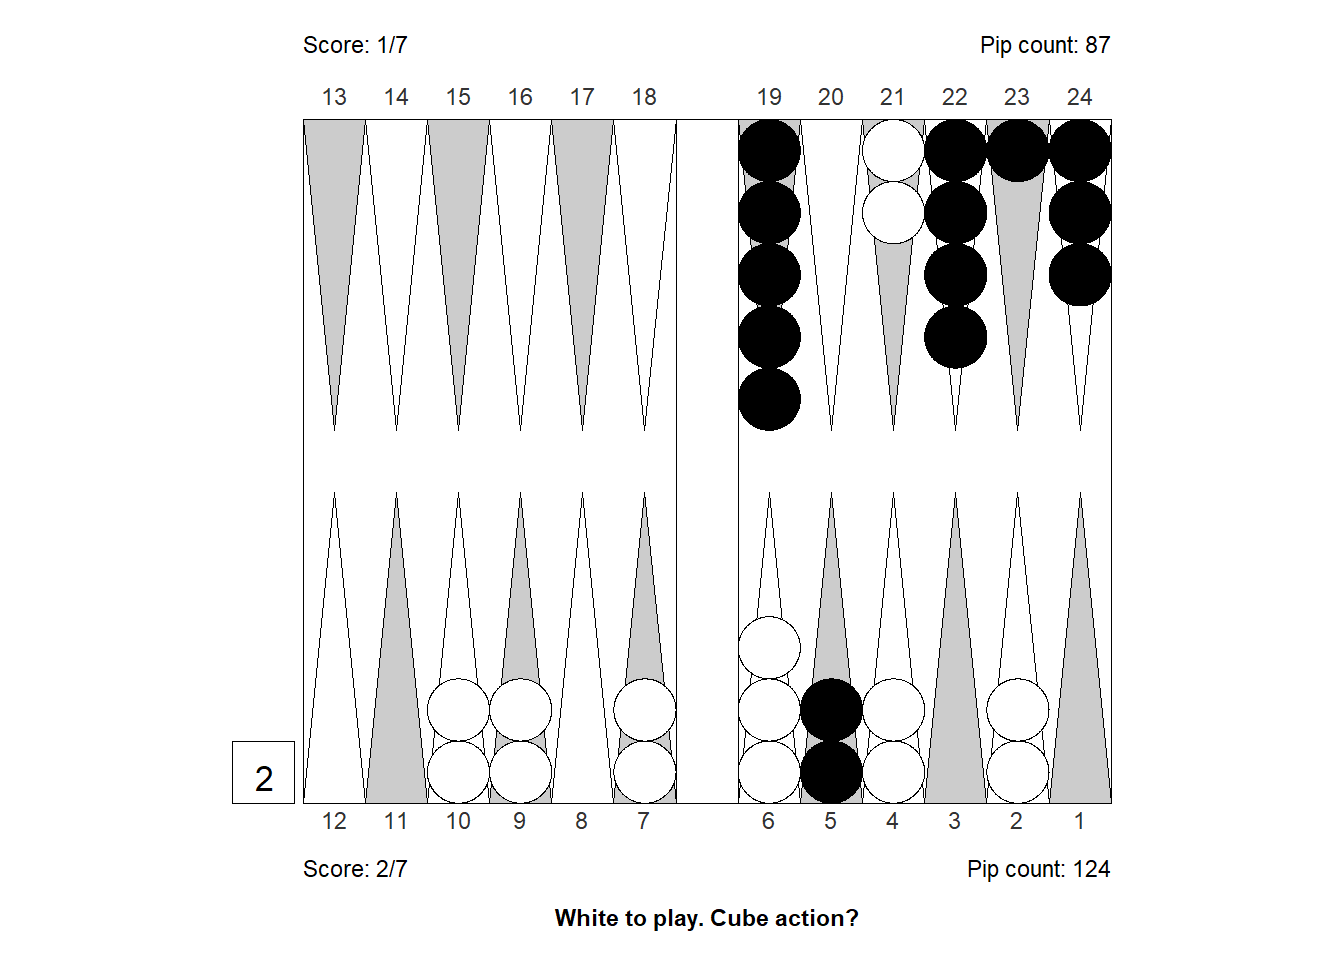 Score: 1/7 Pip count: 87
13 14 15 16 17 18 19 20 21 22 23 24
2
12 11 10 9 8 7 6 5 4 3 2 1
Score: 2/7 Pip count: 124
White to play. Cube action?